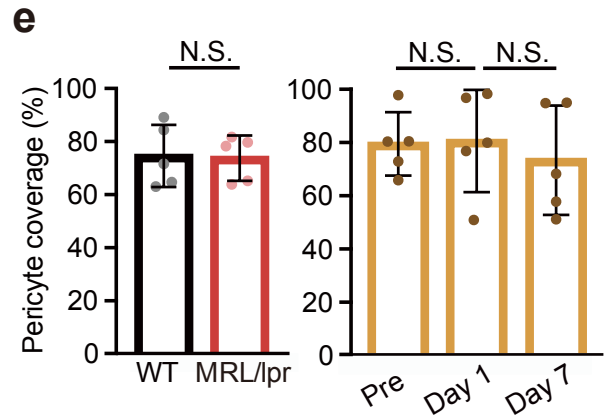 e
N.S.
N.S.
N.S.
Pericyte coverage (%)
100
80
60
40
20
0
WT
MRL/lpr
100
80
60
40
20
0
Pre
Day 1
Day 7